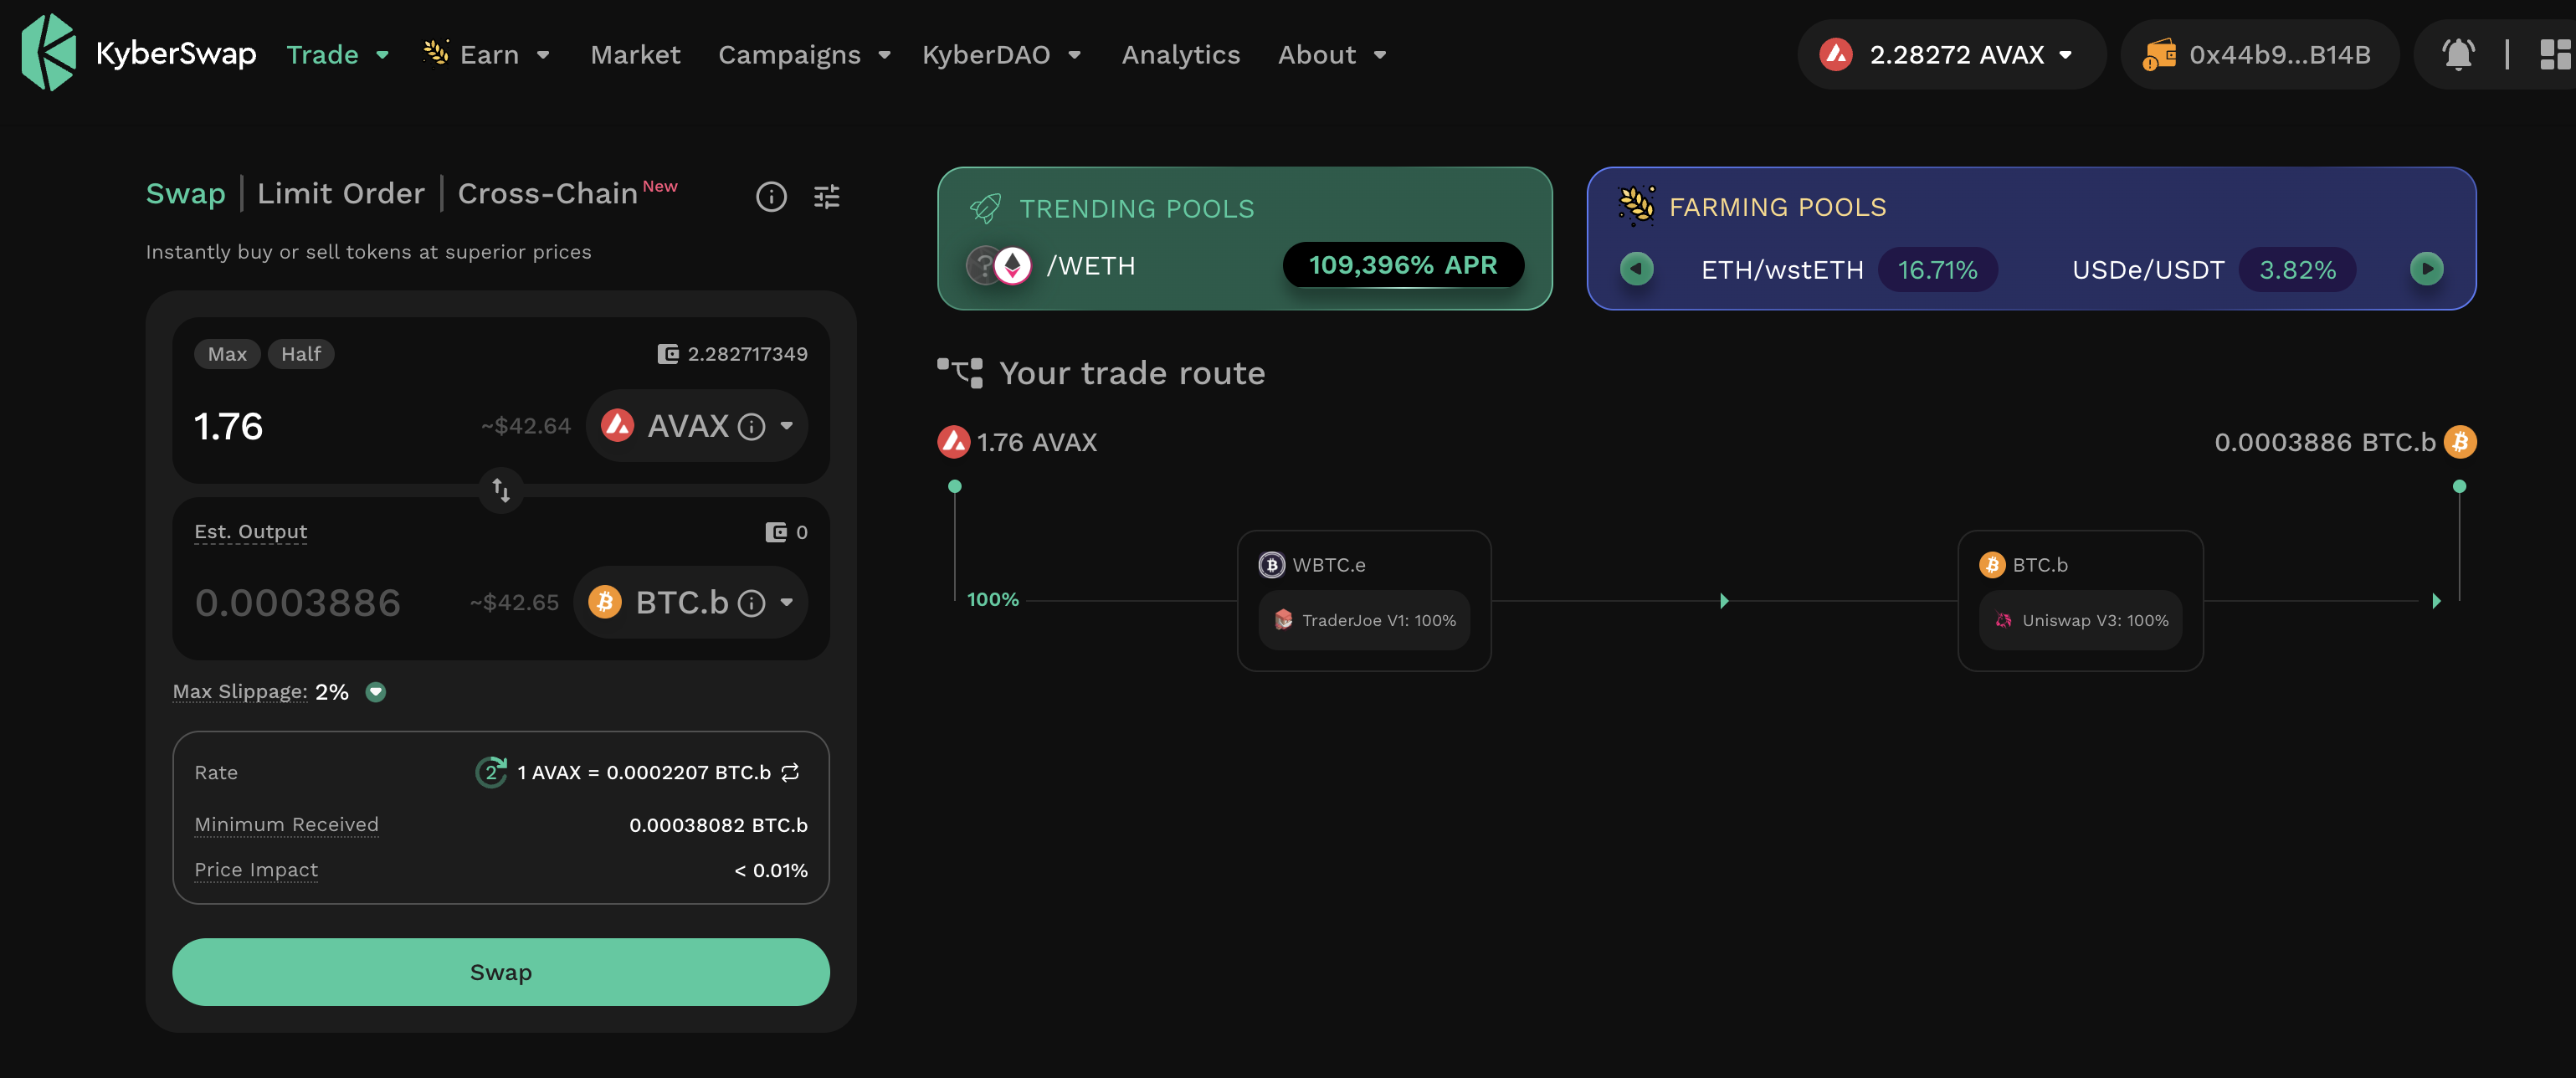 KyberSwap Trade Earn Market Campaigns KyberDAO Analytics About 2.28272 AVAX 0x44b9...B14B
Swap | Limit Order | Cross-Chain New
Instantly buy or sell tokens at superior prices
Max Half 2.282717349
1.76 ~$42.64 AVAX
Est. Output 0
0.0003886 ~$42.65 BTC.b
Max Slippage: 2%
Rate 2 1 AVAX = 0.0002207 BTC.b
Minimum Received 0.00038082 BTC.b
Price Impact < 0.01%
Swap
TRENDING POOLS
? /WETH 109,396% APR
FARMING POOLS
ETH/wstETH 16.71% USDe/USDT 3.82%
Your trade route
1.76 AVAX 0.0003886 BTC.b
100%
WBTC.e
TraderJoe V1: 100%
BTC.b
Uniswap V3: 100%